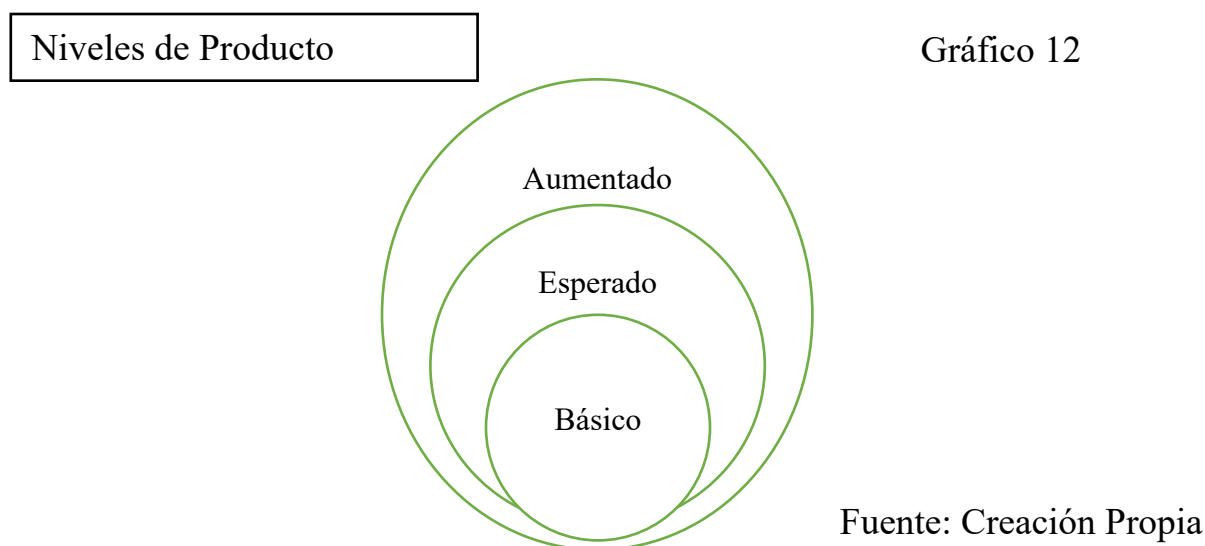 Niveles de Producto
Gráfico 12
Aumentado
Esperado
Básico
Fuente: Creación Propia